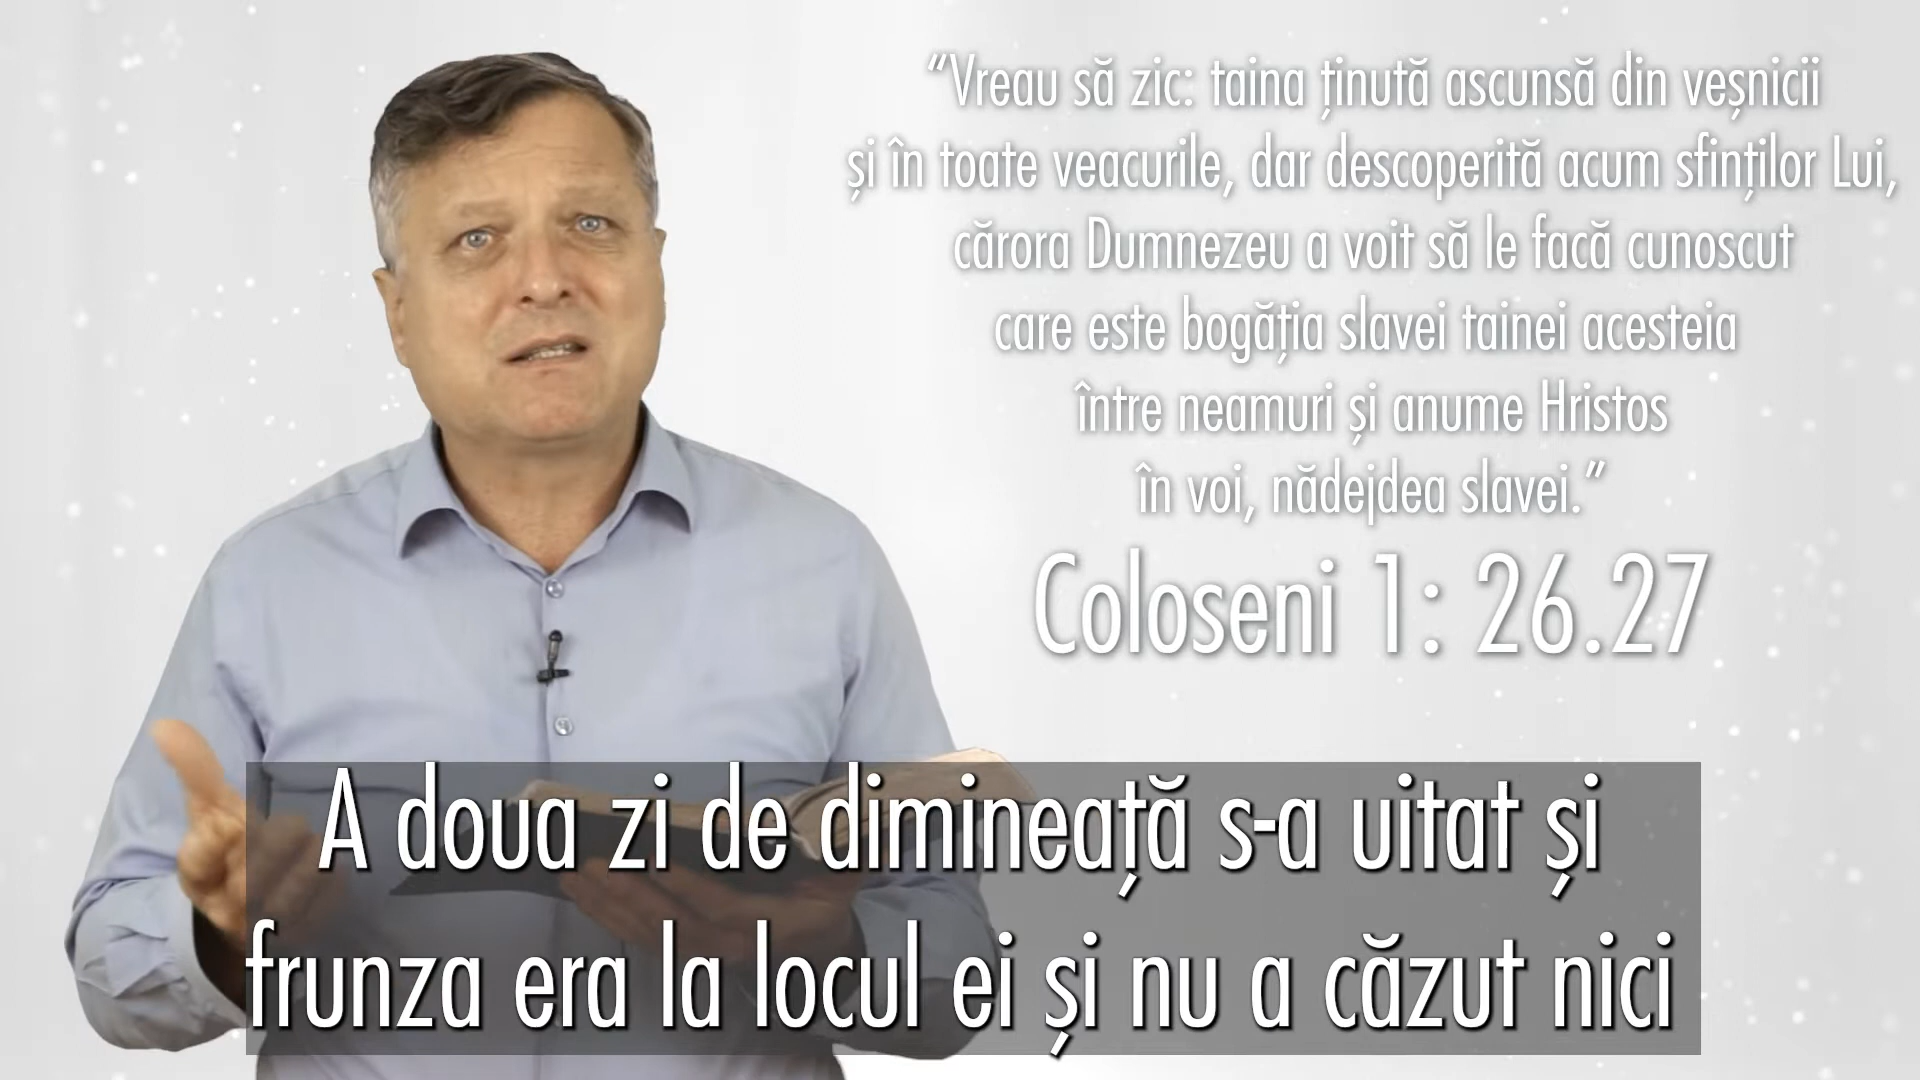 “Vreau să zic: taina ținută ascunsă din veșnicii
și în toate veacurile, dar descoperită acum sfinților Lui,
cărora Dumnezeu a voit să le facă cunoscut
care este bogăția slavei tainei acesteia
între neamuri și anume Hristos
în voi, nădejdea slavei.”
Coloseni 1: 26.27
A doua zi de dimineață s-a uitat și
frunza era la locul ei și nu a căzut nici